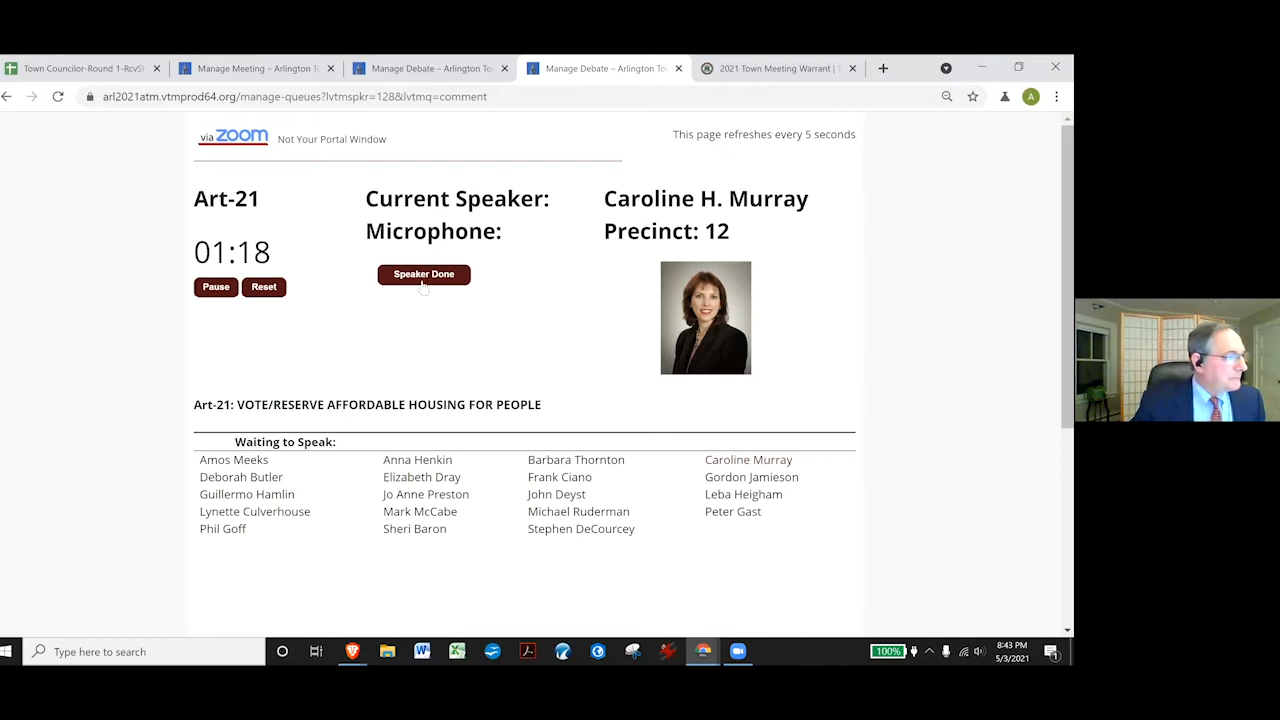 Town Councilor-Round 1-RcvSh
Manage Meeting – Arlington T
Manage Debate – Arlington To
Manage Debate – Arlington To
2021 Town Meeting Warrant | T
arl2021atm.vtmprod64.org/manage-queues?lvtmspkr=128&lvtmq=comment
A
via zoom Not Your Portal Window
This page refreshes every 5 seconds
Art-21
Current Speaker:
Caroline H. Murray
Microphone:
Precinct: 12
01:18
Speaker Done
Pause
Reset
Art-21: VOTE/RESERVE AFFORDABLE HOUSING FOR PEOPLE
Waiting to Speak:
Amos Meeks Anna Henkin Barbara Thornton Caroline Murray
Deborah Butler Elizabeth Dray Frank Ciano Gordon Jamieson
Guillermo Hamlin Jo Anne Preston John Deyst Leba Heigham
Lynette Culverhouse Mark McCabe Michael Ruderman Peter Gast
Phil Goff Sheri Baron Stephen DeCourcey
Type here to search
100%
8:43 PM
5/3/2021
1